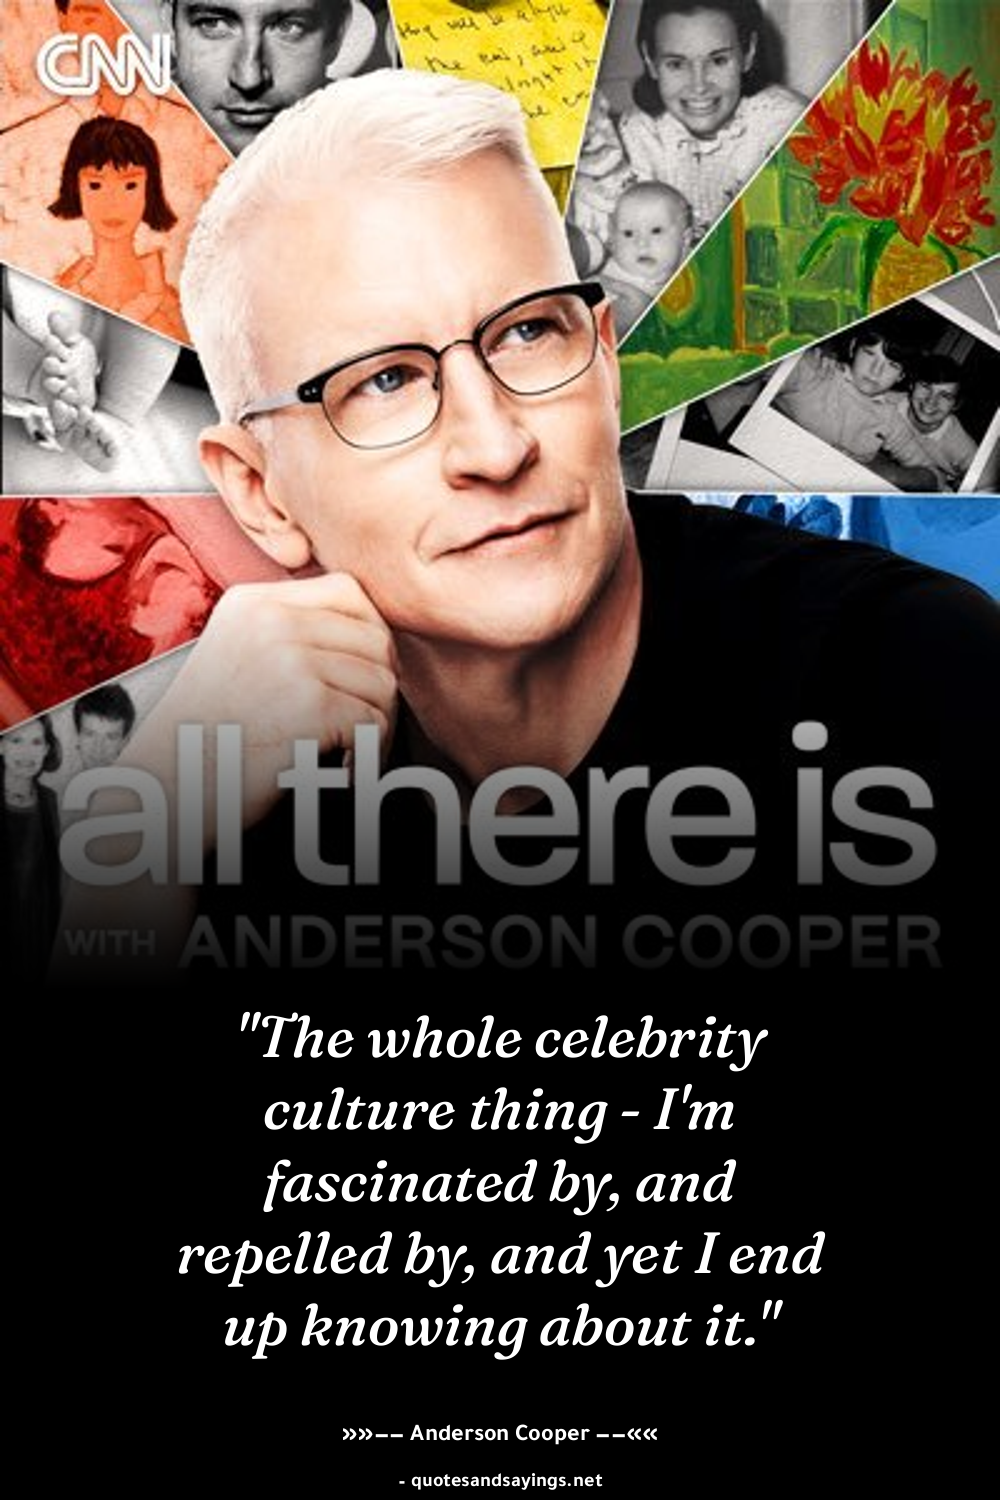 CNN
all there is
WITH ANDERSON COOPER
"The whole celebrity
culture thing - I'm
fascinated by, and
repelled by, and yet I end
up knowing about it."
»»−− Anderson Cooper −−««
- quotesandsayings.net